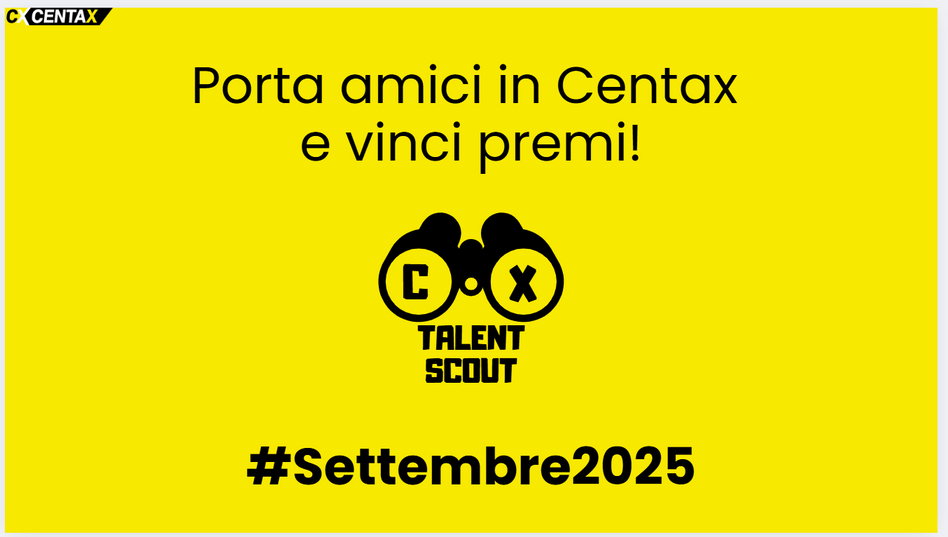 CX CENTAX
Porta amici in Centax
e vinci premi!
C X
TALENT
SCOUT
#Settembre2025